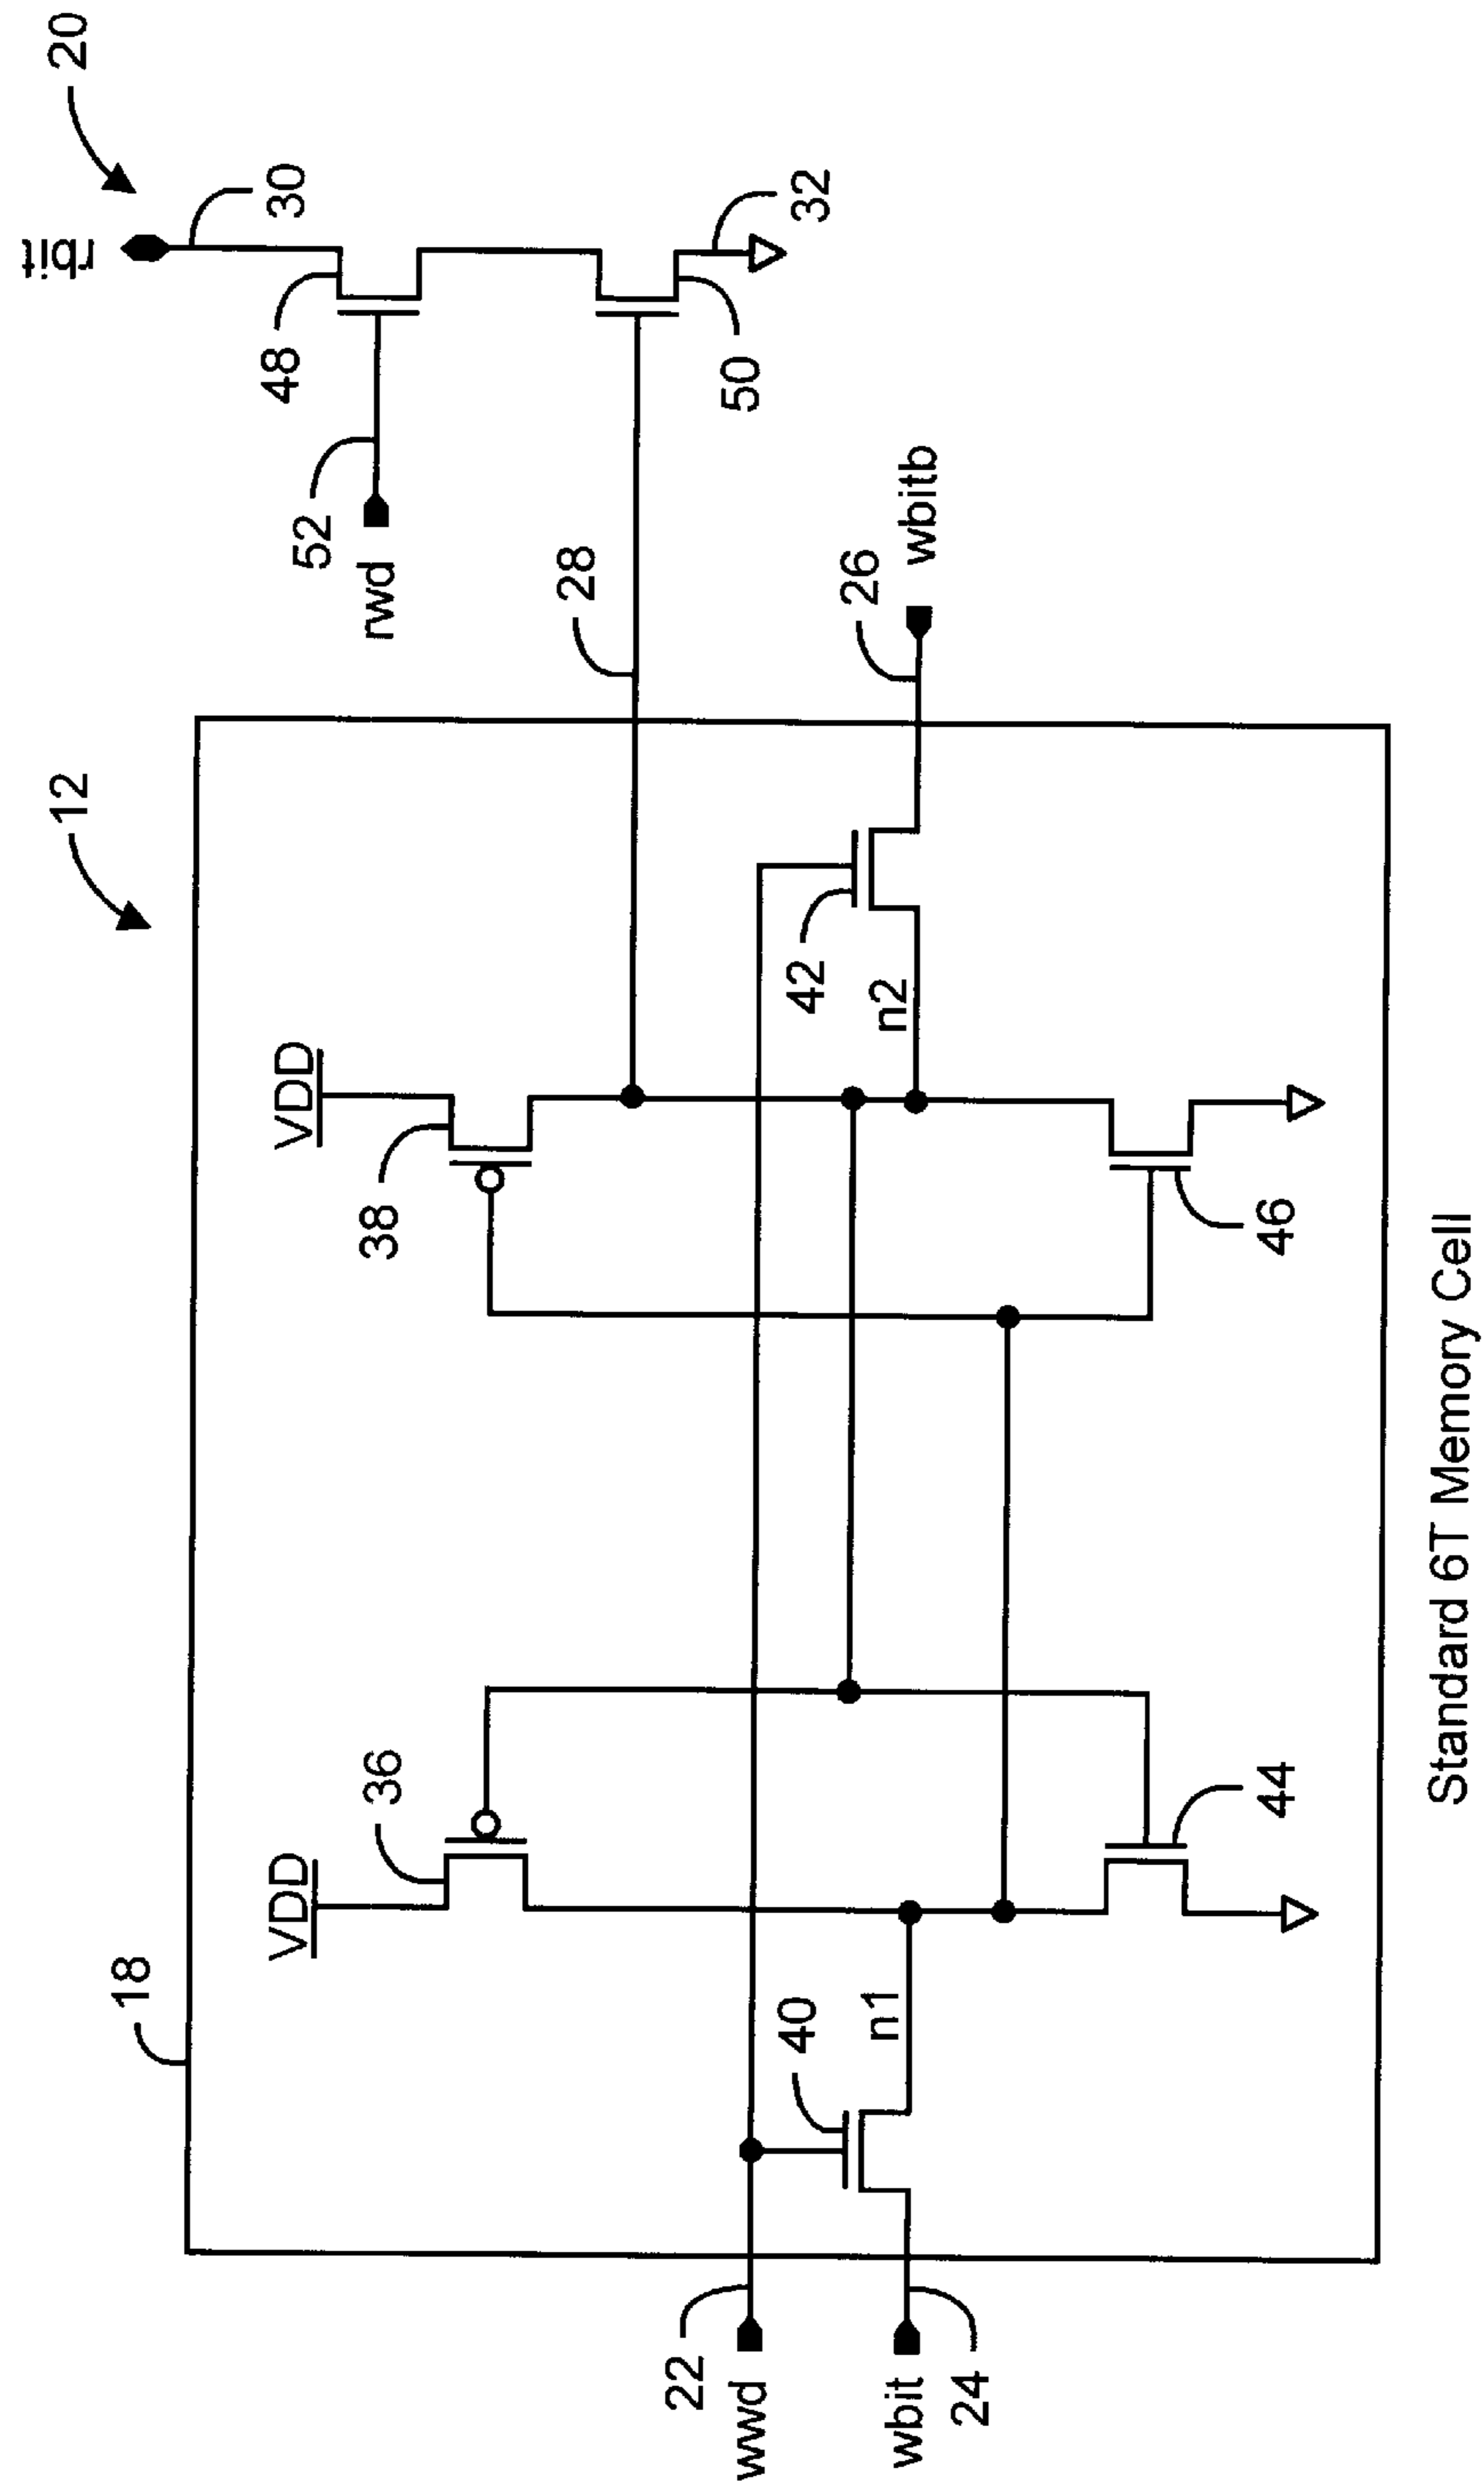 12
20
rbit
30
18
VDD
VDD
48
36
38
52
rwd
28
50
32
22
wwd
40
42
26
n1
n2
wbitb
wbit
24
44
46
Standard 6T Memory Cell